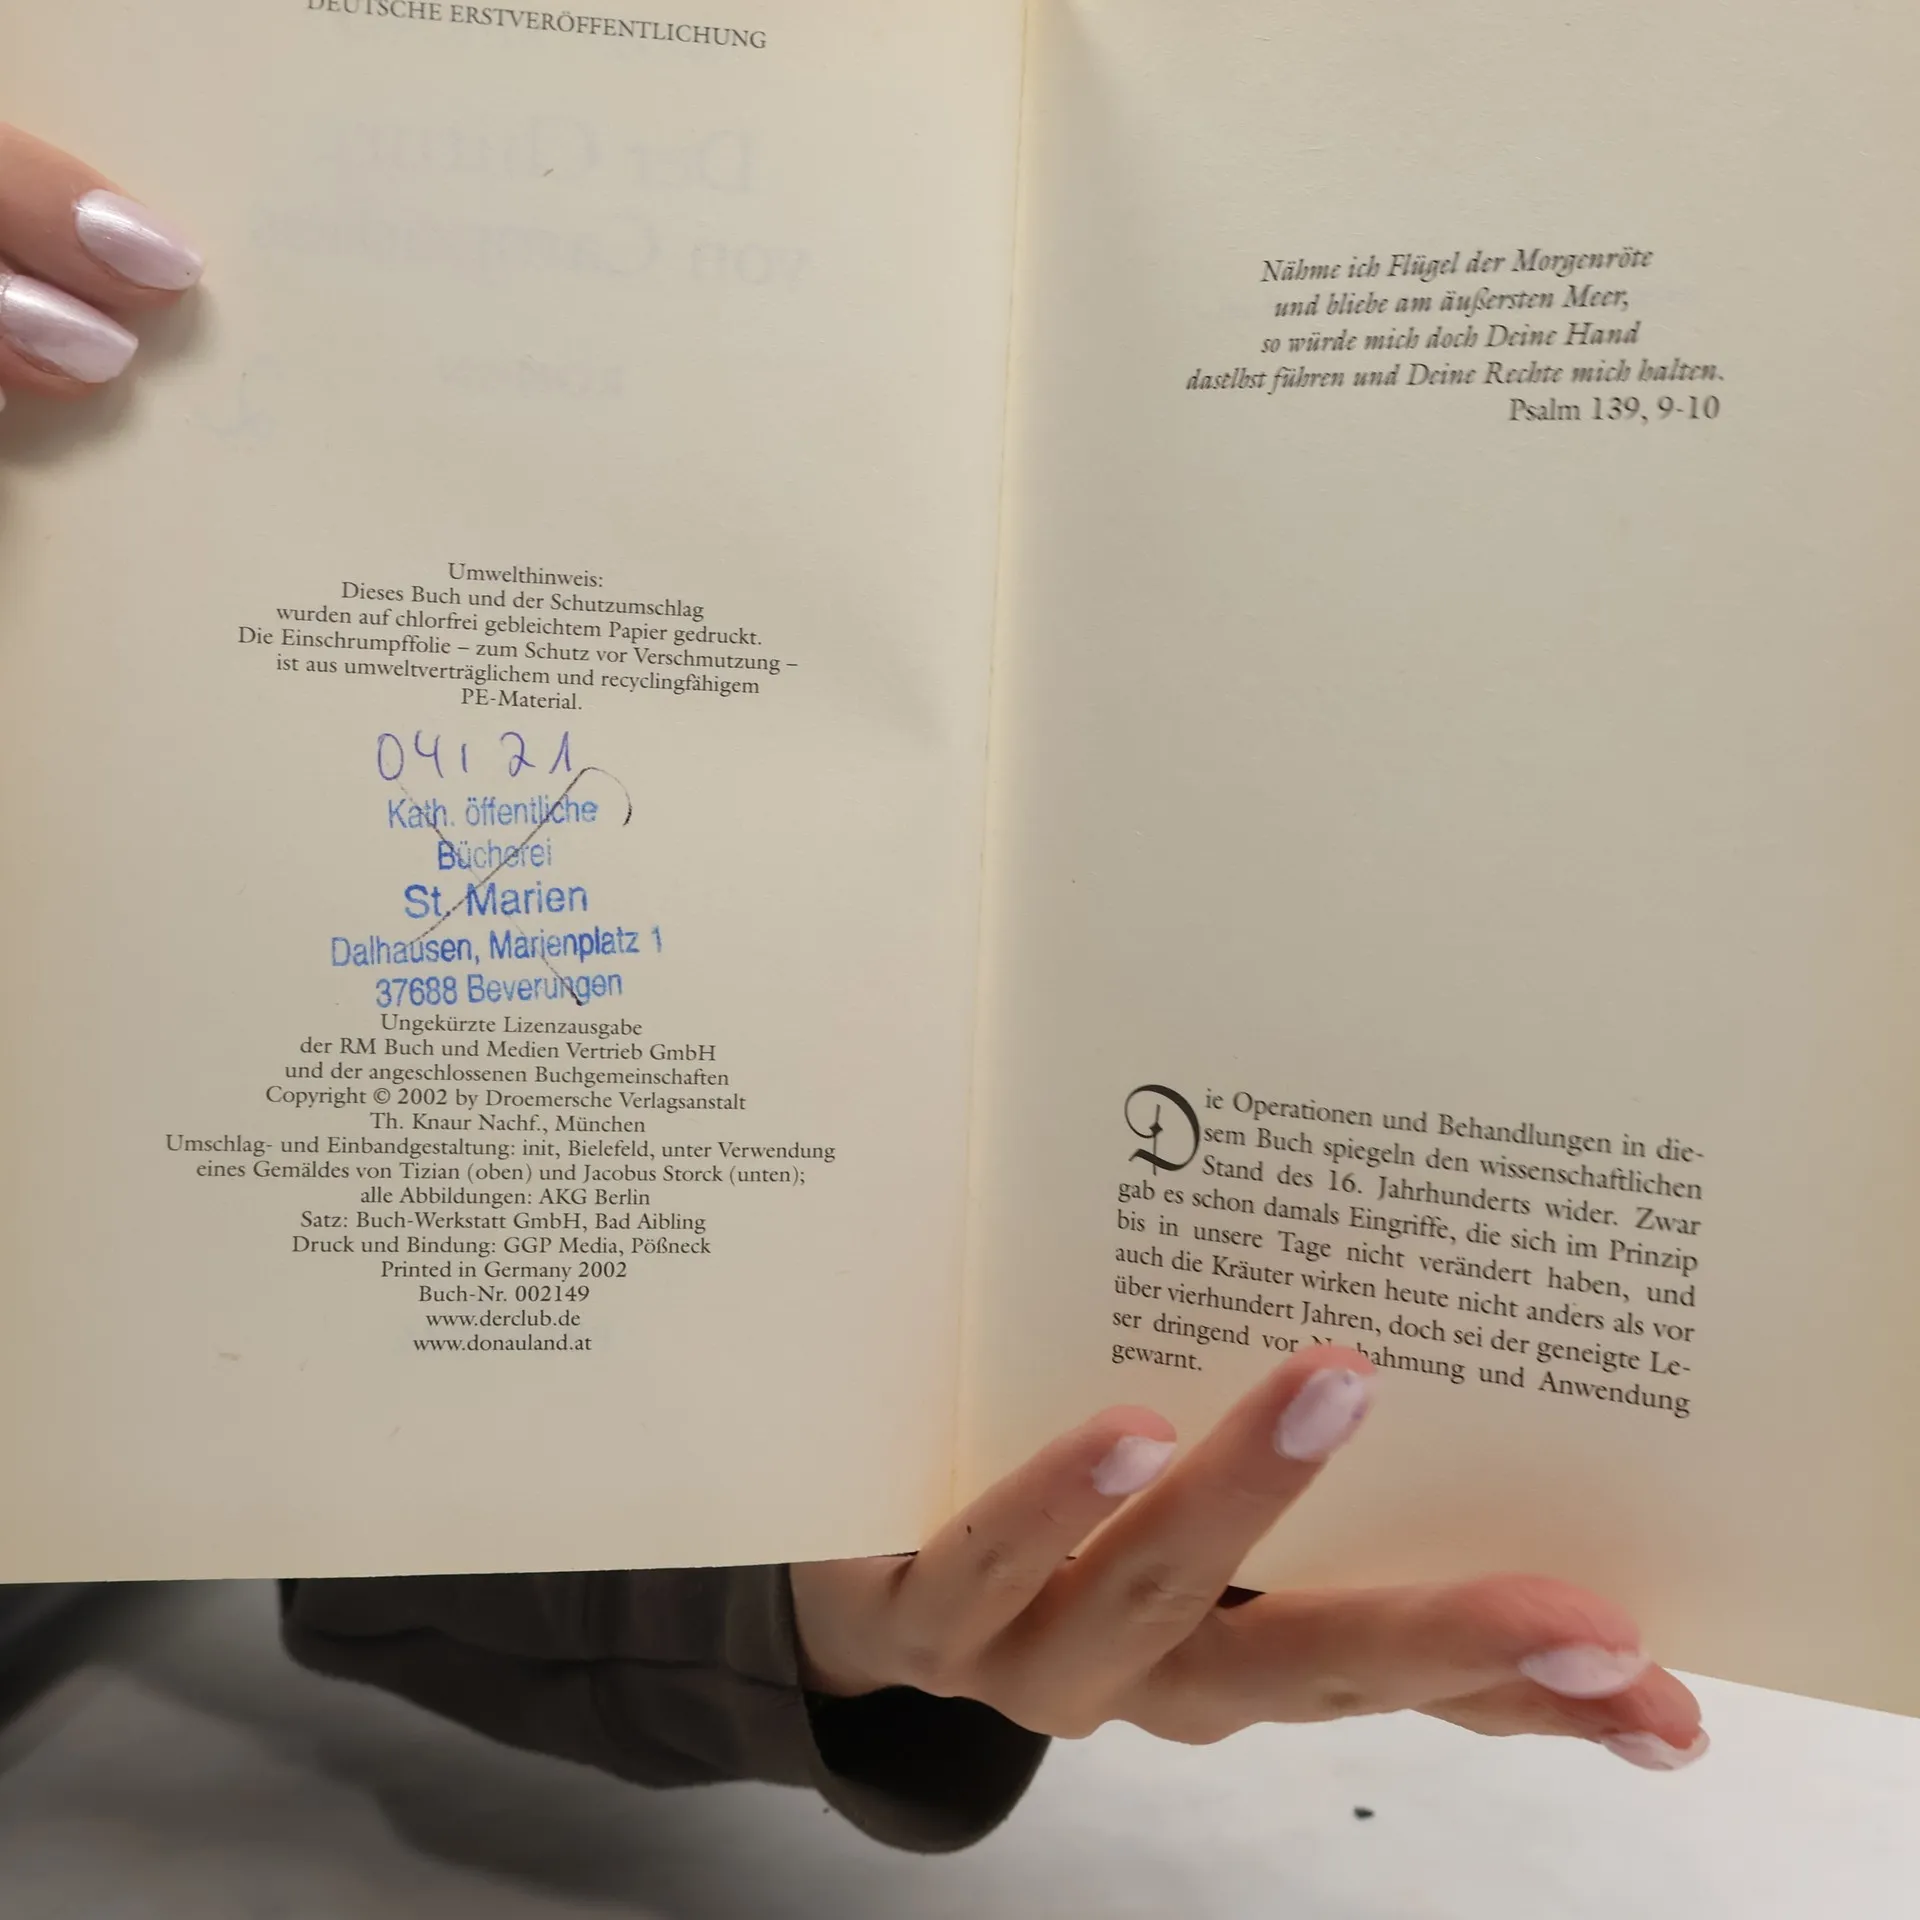 DEUTSCHE ERSTVERÖFFENTLICHUNG
Umwelthinweis:
Dieses Buch und der Schutzumschlag
wurden auf chlorfrei gebleichtem Papier gedruckt.
Die Einschrumpffolie – zum Schutz vor Verschmutzung –
ist aus umweltverträglichem und recyclingfähigem
PE-Material.
04, 21
Kath. öffentliche
Bücherei
St. Marien
Dalhausen, Marienplatz 1
37688 Beverungen
Ungekürzte Lizenzausgabe
der RM Buch und Medien Vertrieb GmbH
und der angeschlossenen Buchgemeinschaften
Copyright © 2002 by Droemersche Verlagsanstalt
Th. Knaur Nachf., München
Umschlag- und Einbandgestaltung: init, Bielefeld, unter Verwendung
eines Gemäldes von Tizian (oben) und Jacobus Storck (unten);
alle Abbildungen: AKG Berlin
Satz: Buch-Werkstatt GmbH, Bad Aibling
Druck und Bindung: GGP Media, Pößneck
Printed in Germany 2002
Buch-Nr. 002149
www.derclub.de
www.donauland.at
Nähme ich Flügel der Morgenröte
und bliebe am äußersten Meer,
so würde mich doch Deine Hand
daselbst führen und Deine Rechte mich halten.
Psalm 139, 9-10
Die Operationen und Behandlungen in die-
sem Buch spiegeln den wissenschaftlichen
Stand des 16. Jahrhunderts wider. Zwar
gab es schon damals Eingriffe, die sich im Prinzip
bis in unsere Tage nicht verändert haben, und
auch die Kräuter wirken heute nicht anders als vor
über vierhundert Jahren, doch sei der geneigte Le-
ser dringend vor Nachahmung und Anwendung
gewarnt.